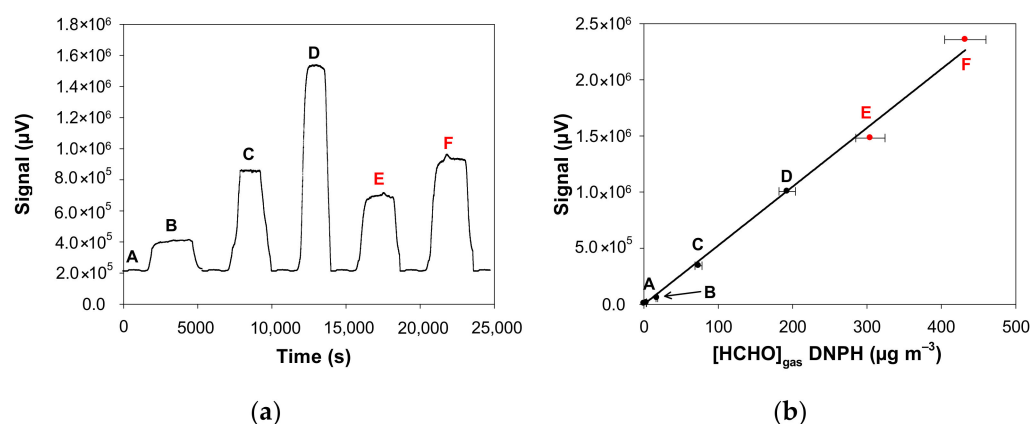 1.8×10⁶
1.6×10⁶
1.4×10⁶
1.2×10⁶
1.0×10⁶
8.0×10⁵
6.0×10⁵
4.0×10⁵
2.0×10⁵
0.0
Signal (µV)
A
B
C
D
E
F
0
5000
10,000
15,000
20,000
25,000
Time (s)
(a)
2.5×10⁶
2.0×10⁶
1.5×10⁶
1.0×10⁶
5.0×10⁵
0.0
Signal (µV)
A
B
C
D
E
F
0
100
200
300
400
500
[HCHO]gas DNPH (µg m⁻³)
(b)